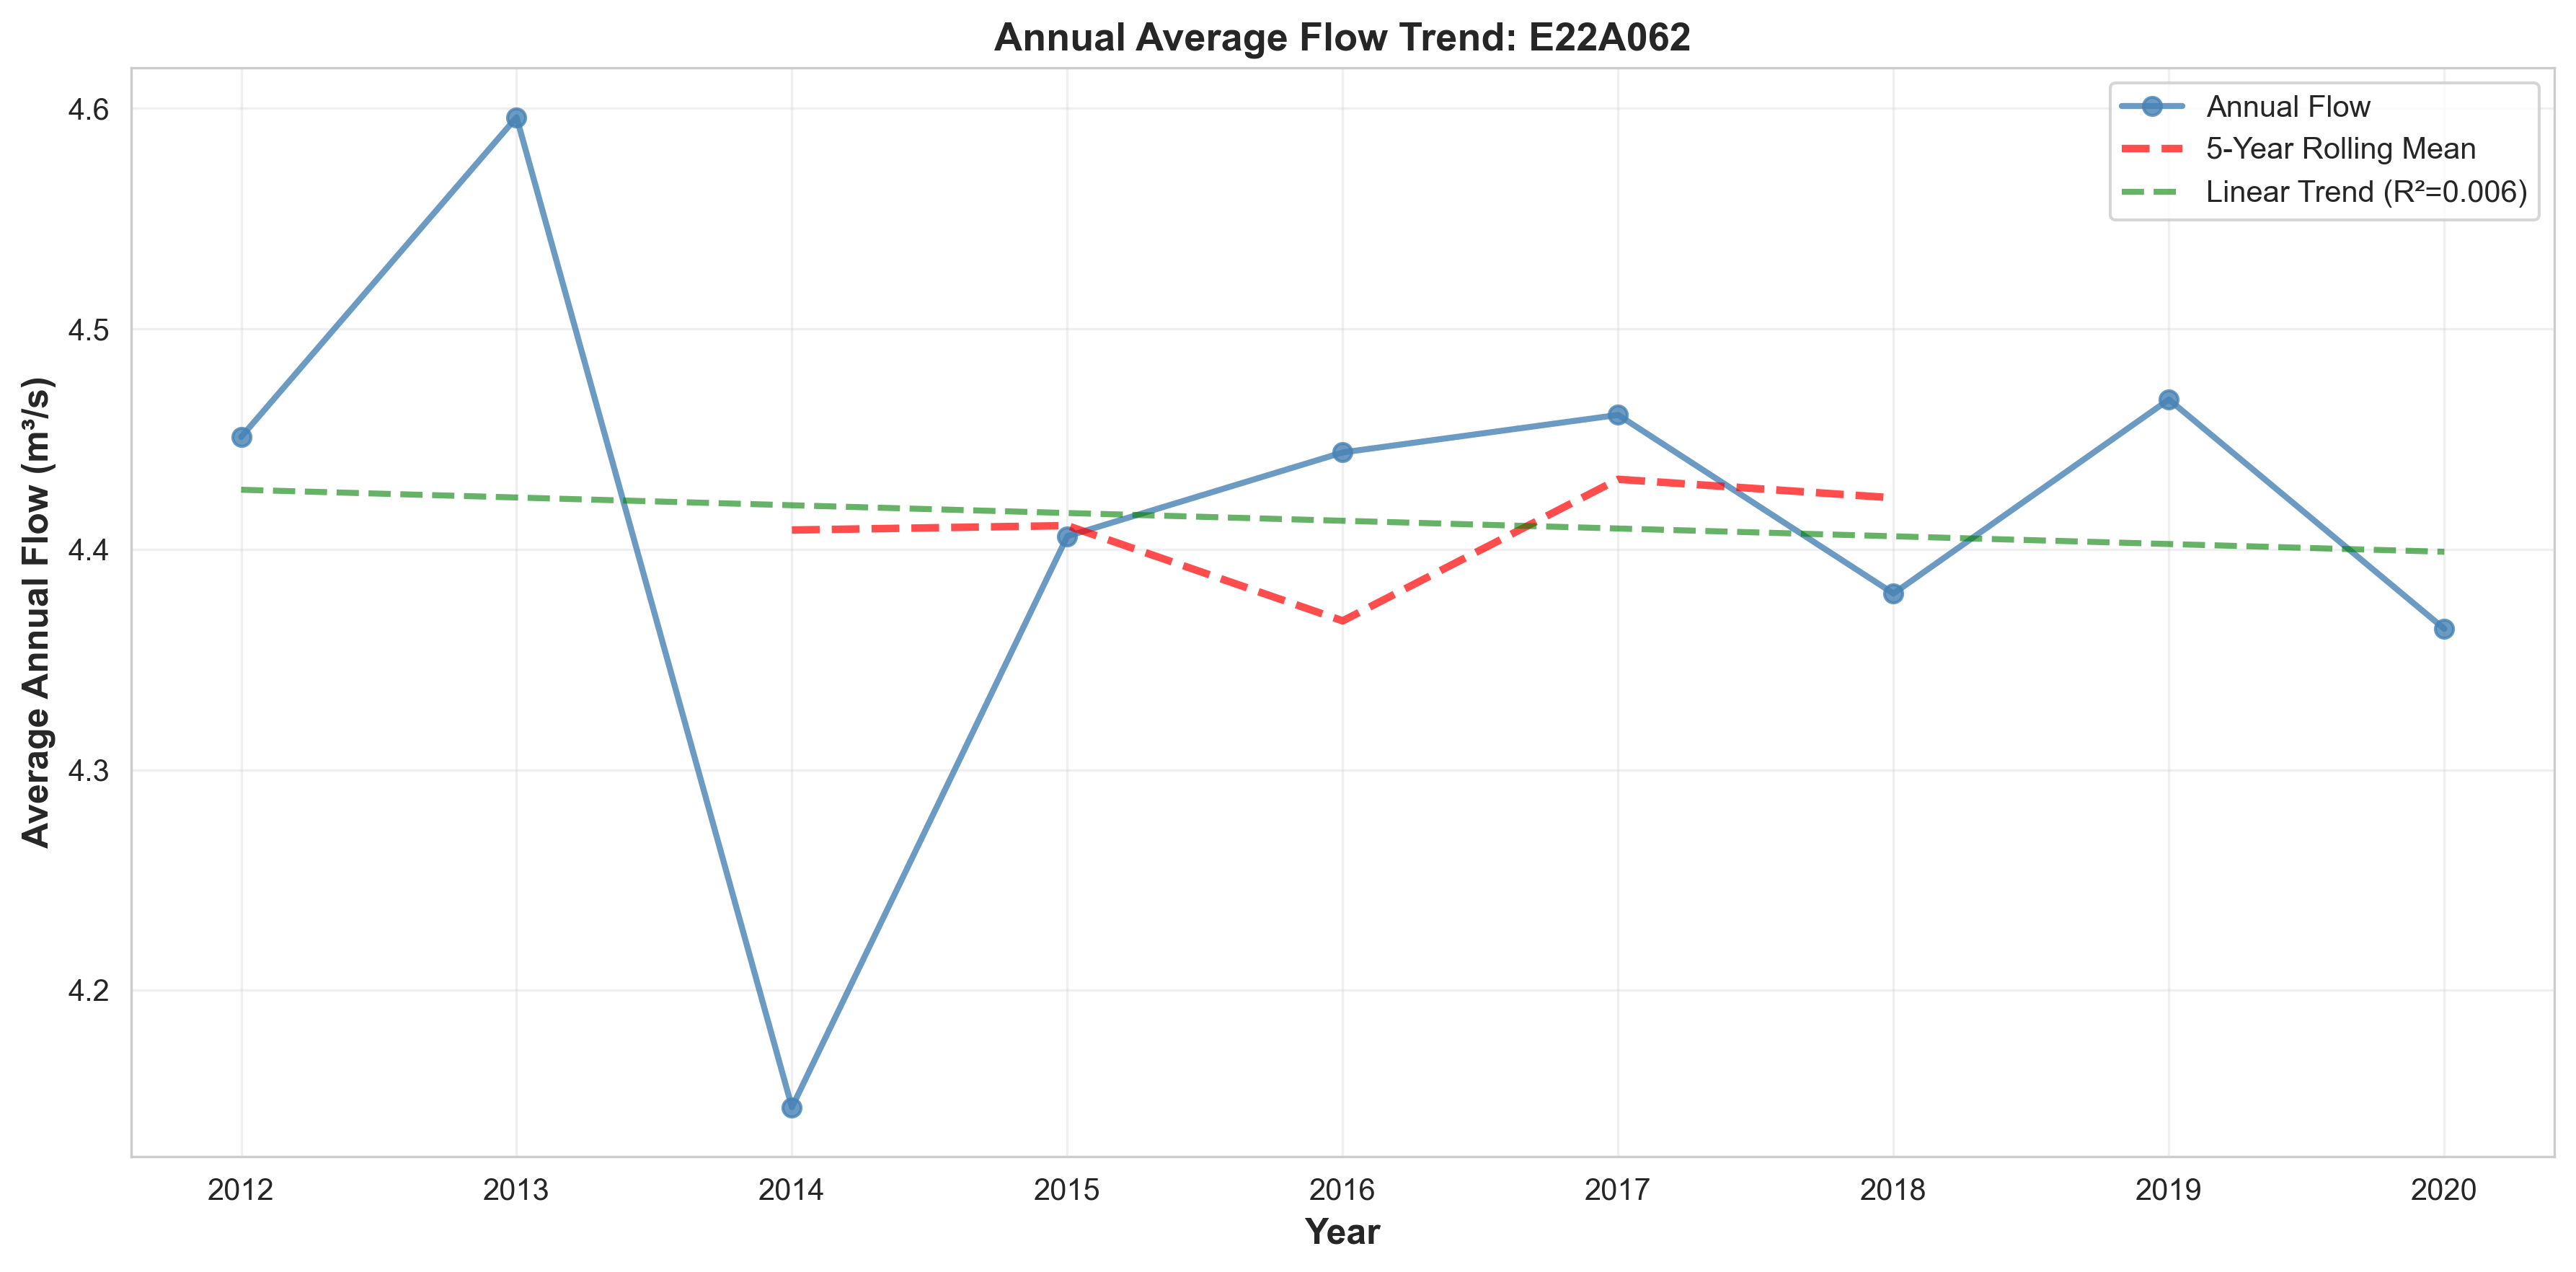 Annual Average Flow Trend: E22A062
Annual Flow
5-Year Rolling Mean
Linear Trend (R²=0.006)
Average Annual Flow (m³/s)
4.6
4.5
4.4
4.3
4.2
2012 2013 2014 2015 2016 2017 2018 2019 2020
Year